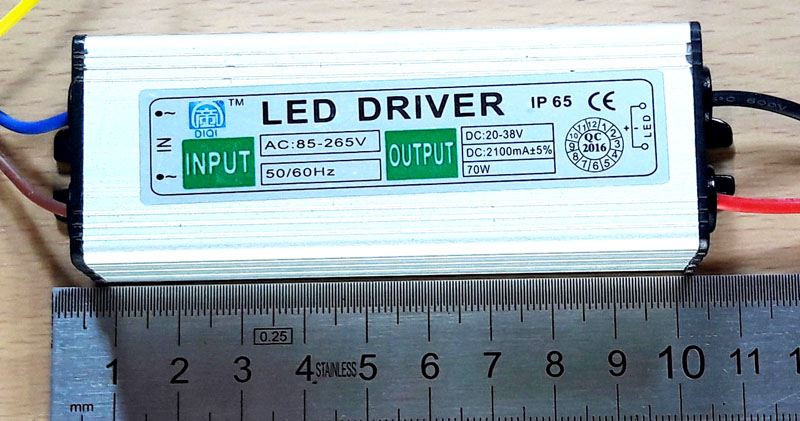 DIQI
™
LED DRIVER
IP 65
CE
~
IN
~
INPUT
AC:85-265V
50/60Hz
OUTPUT
DC:20-38V
DC:2100mA±5%
70W
QC
2016
+ -
LED
600V
0.25
1 2 3 4 STAINLESS 5 6 7 8 9 10 11
mm